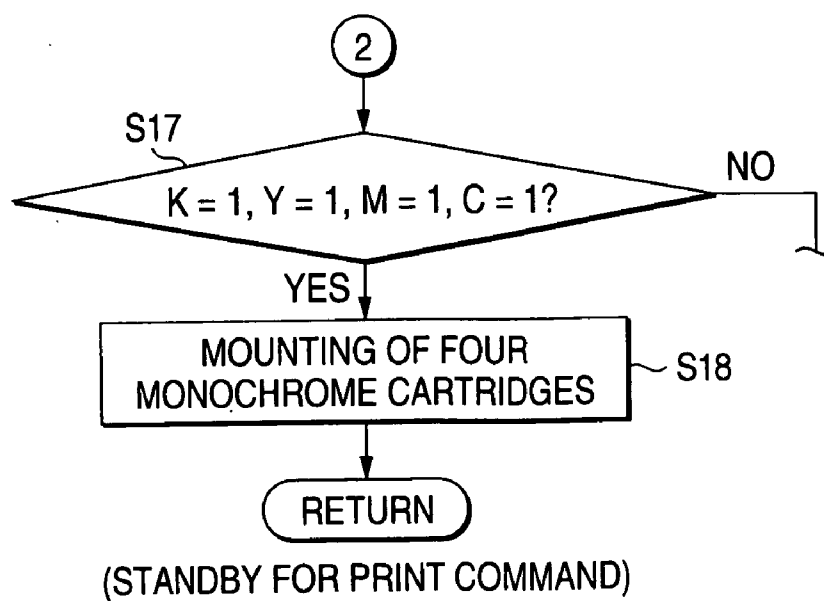 2
S17
K = 1, Y = 1, M = 1, C = 1?
NO
YES
MOUNTING OF FOUR
MONOCHROME CARTRIDGES
S18
RETURN
(STANDBY FOR PRINT COMMAND)